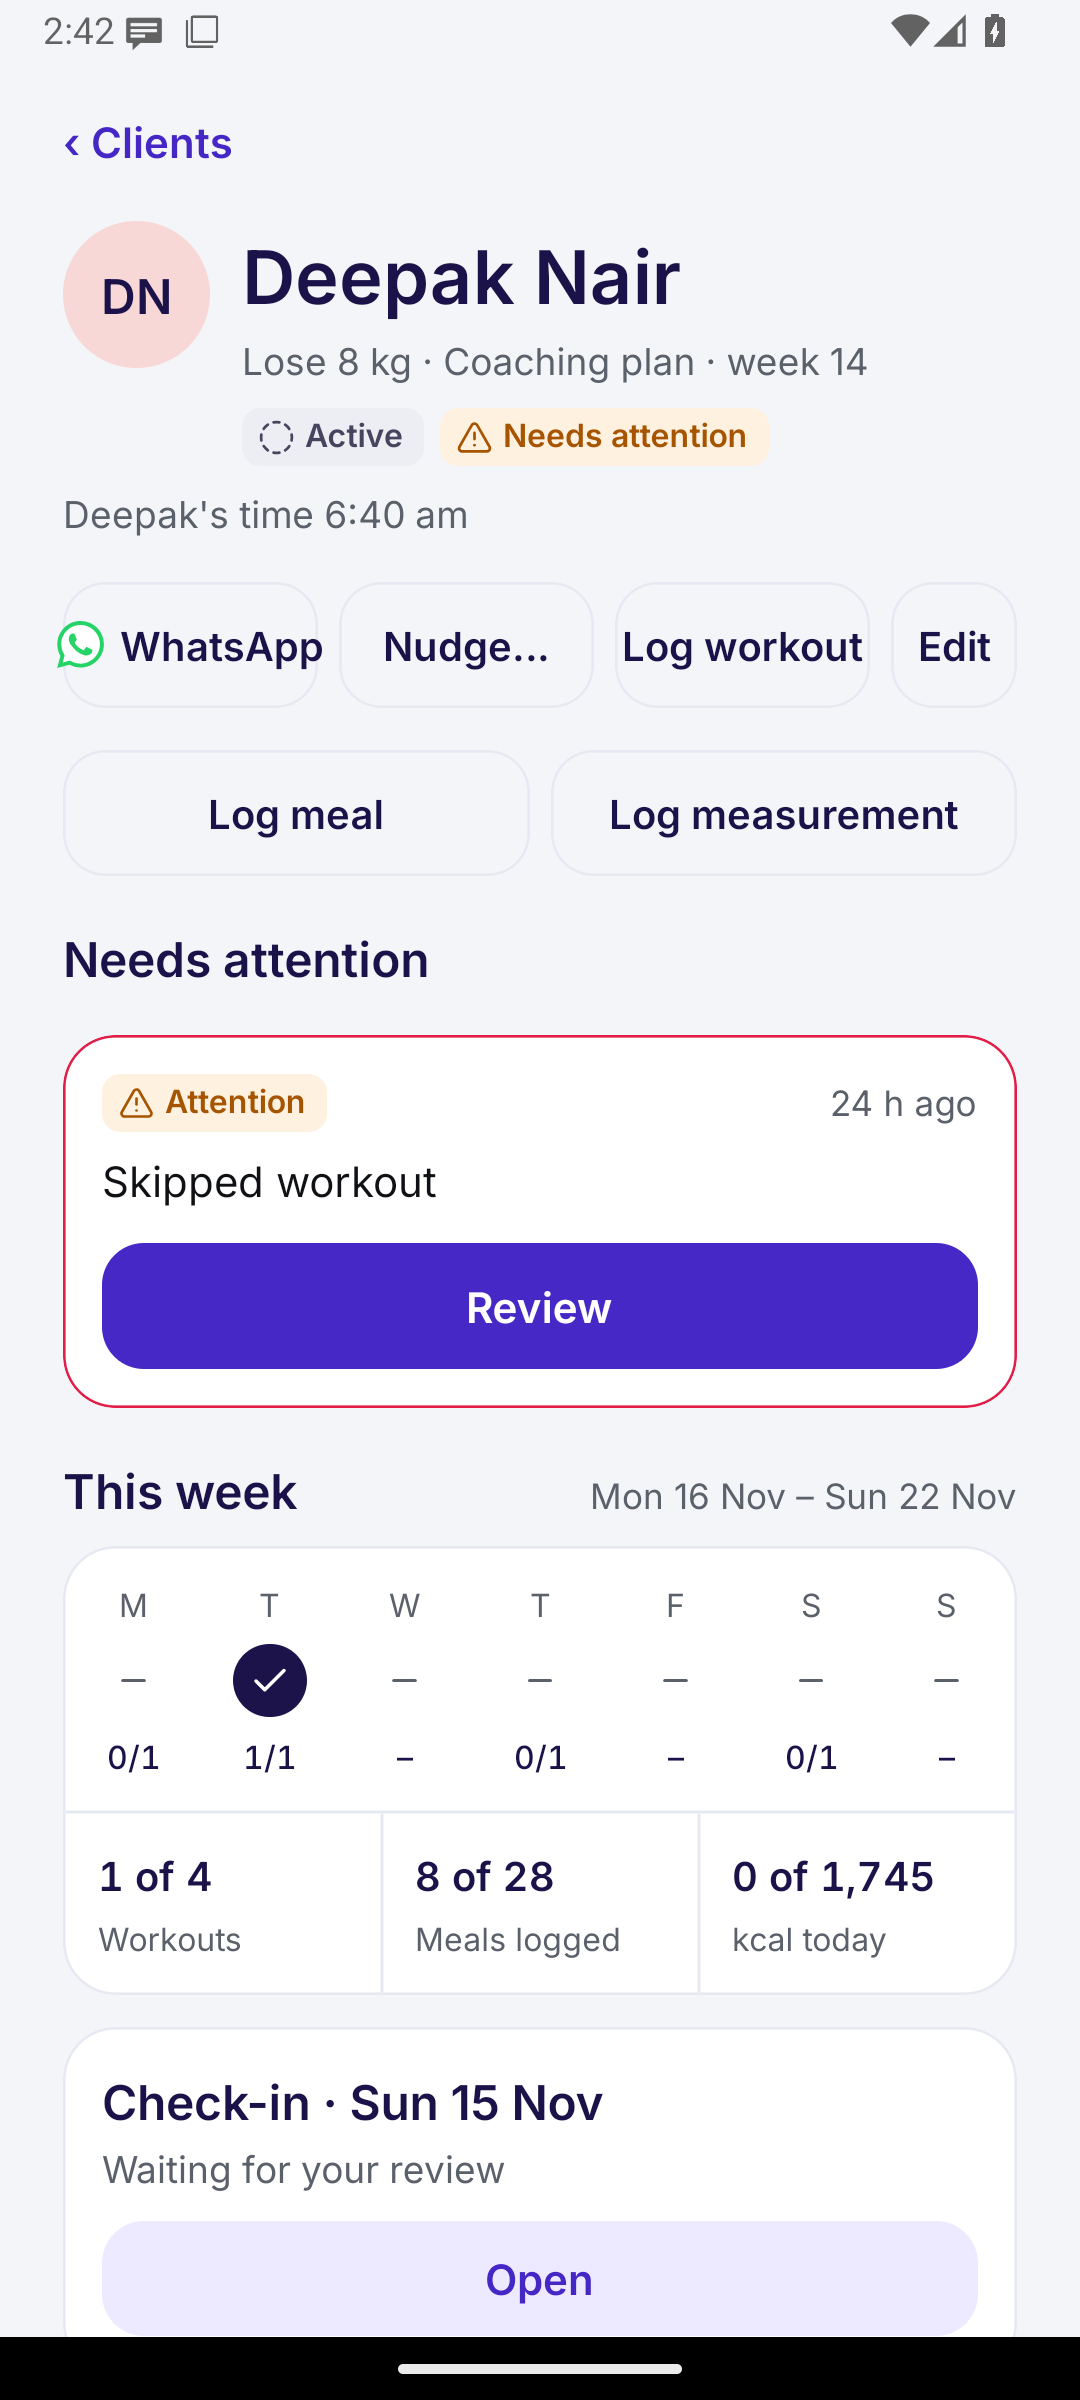 2:42
‹ Clients
DN
Deepak Nair
Lose 8 kg · Coaching plan · week 14
Active
Needs attention
Deepak's time 6:40 am
WhatsApp
Nudge...
Log workout
Edit
Log meal
Log measurement
Needs attention
Attention
24 h ago
Skipped workout
Review
This week
Mon 16 Nov – Sun 22 Nov
M T W T F S S
– – – – – –
0/1 1/1 – 0/1 – 0/1 –
1 of 4
Workouts
8 of 28
Meals logged
0 of 1,745
kcal today
Check-in · Sun 15 Nov
Waiting for your review
Open